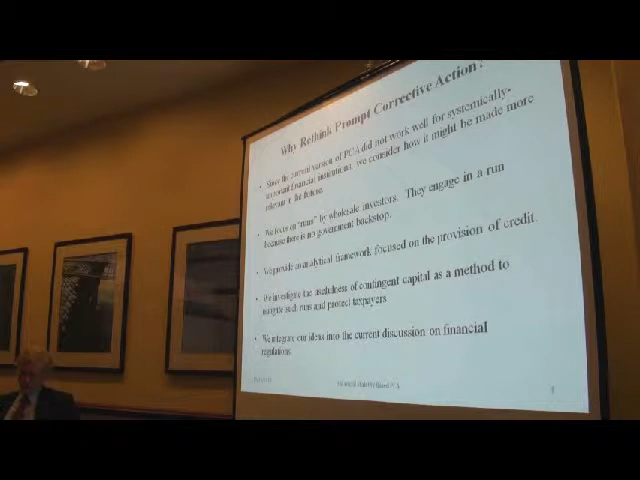 Why Rethink Prompt Corrective Action?
• Since the current version of PCA did not work well for systemically-
important financial institutions, we consider how it might be made more
relevant in the future.
• We focus on "runs" by wholesale investors. They engage in a run
because there is no government backstop.
• We provide an analytical framework focused on the provision of credit.
• We investigate the usefulness of contingent capital as a method to
mitigate such runs and protect taxpayers
• We integrate our ideas into the current discussion on financial
regulations.